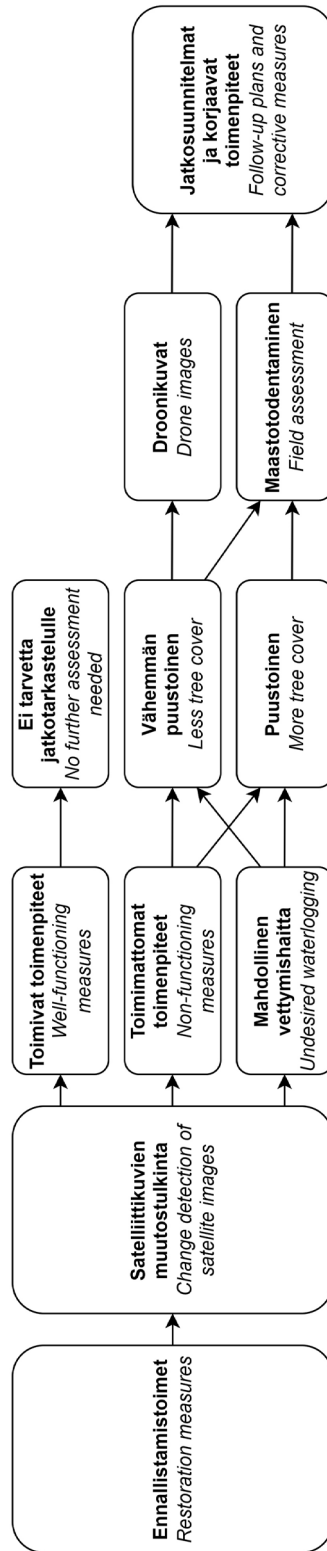 Ennallistamistoimet
Restoration measures
Satelliittikuvien
muutostulkinta
Change detection of
satellite images
Toimivat toimenpiteet
Well-functioning
measures
Toimimattomat
toimenpiteet
Non-functioning
measures
Mahdollinen
vettymishaitta
Undesired waterlogging
Ei tarvetta
jatkotarkastelulle
No further assessment
needed
Vähemmän
puustoinen
Less tree cover
Puustoinen
More tree cover
Droonikuvat
Drone images
Maastotodentaminen
Field assessment
Jatkosuunnitelmat
ja korjaavat
toimenpiteet
Follow-up plans and
corrective measures